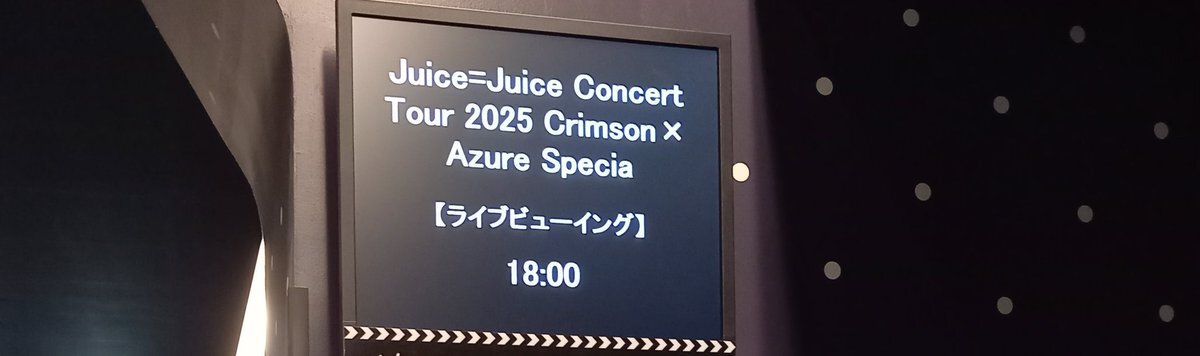 Juice=Juice Concert
Tour 2025 Crimson×
Azure Specia
【ライブビューイング】
18:00